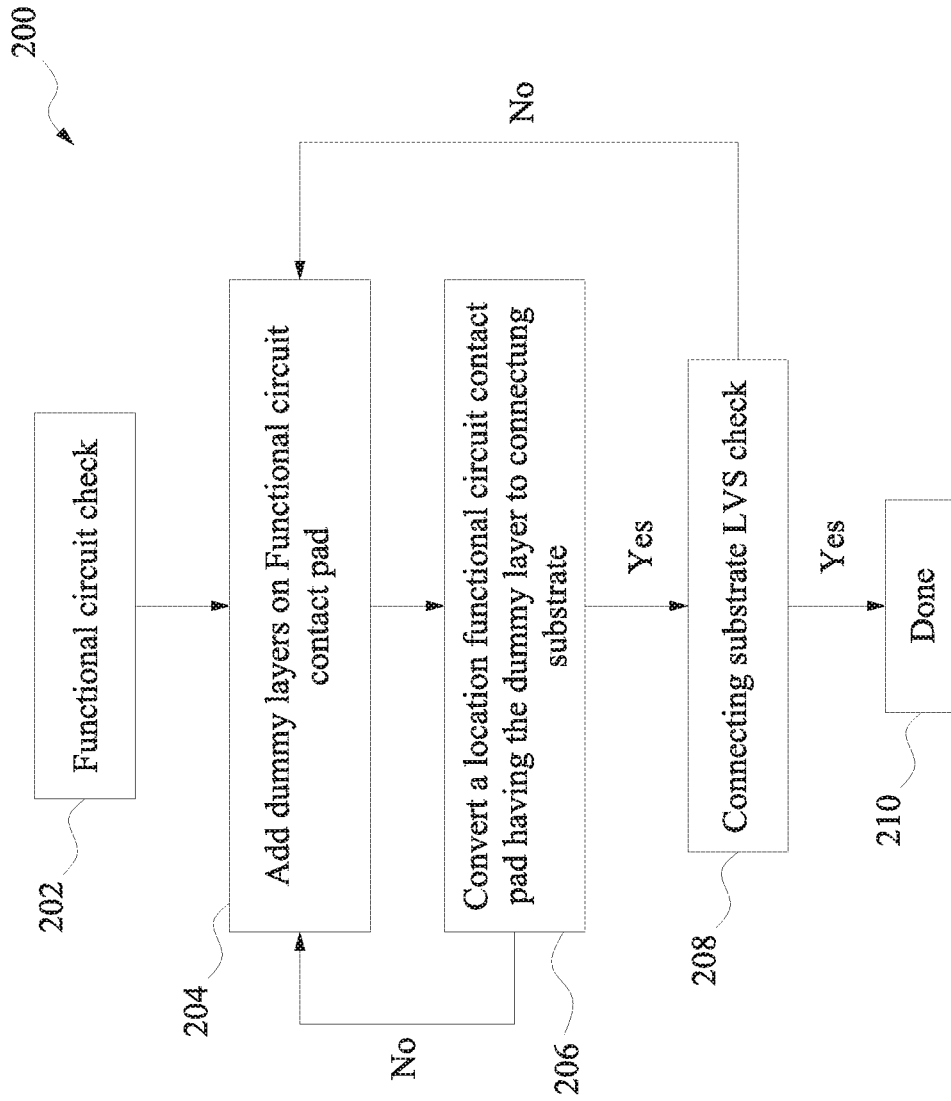 200
Functional circuit check
202
Add dummy layers on Functional circuit
contact pad
204
No
Convert a location functional circuit contact
pad having the dummy layer to connectung
substrate
206
No
Yes
Connecting substrate LVS check
208
Yes
Done
210